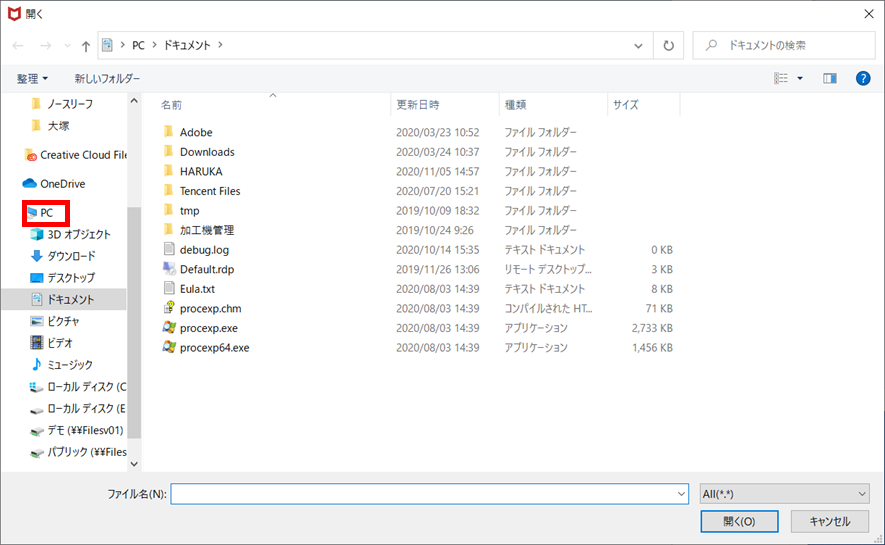 開く
PC
ドキュメント
ドキュメントの検索
整理
新しいフォルダー
ノースリーフ
大塚
Creative Cloud File
OneDrive
PC
3D オブジェクト
ダウンロード
デスクトップ
ドキュメント
ピクチャ
ビデオ
ミュージック
ローカル ディスク (C
ローカル ディスク (E
デモ (¥¥Filesv01)
パブリック (¥¥Files
名前 更新日時 種類 サイズ
Adobe 2020/03/23 10:52 ファイル フォルダー
Downloads 2020/03/24 10:37 ファイル フォルダー
HARUKA 2020/11/05 14:57 ファイル フォルダー
Tencent Files 2020/07/20 15:21 ファイル フォルダー
tmp 2019/10/09 18:32 ファイル フォルダー
加工機管理 2019/10/24 9:26 ファイル フォルダー
debug.log 2020/10/14 15:35 テキスト ドキュメント 0 KB
Default.rdp 2019/11/26 13:06 リモート デスクトップ... 3 KB
Eula.txt 2020/08/03 14:39 テキスト ドキュメント 8 KB
procexp.chm 2020/08/03 14:39 コンパイルされた HT... 71 KB
procexp.exe 2020/08/03 14:39 アプリケーション 2,733 KB
procexp64.exe 2020/08/03 14:39 アプリケーション 1,456 KB
ファイル名(N):
All(*.*)
開く(O)
キャンセル